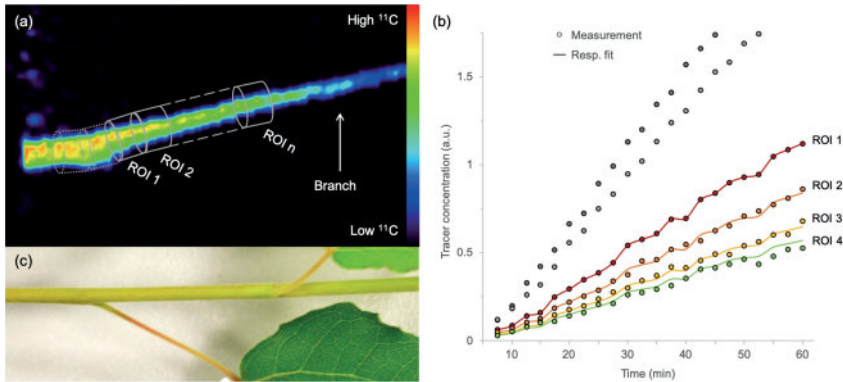 (a)
High ¹¹C
ROI 1
ROI 2
ROI n
Branch
Low ¹¹C
(c)
(b)
Measurement
Resp. fit
Tracer concentration (a.u.)
1.5
1
0.5
0
ROI 1
ROI 2
ROI 3
ROI 4
10
20
30
40
50
60
Time (min)